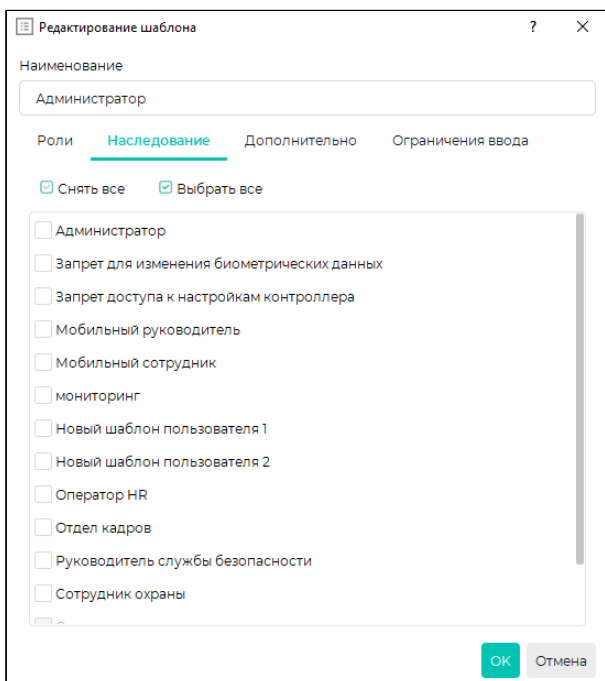 Редактирование шаблона ?
Наименование
Администратор
Роли Наследование Дополнительно Ограничения ввода
Снять все Выбрать все
Администратор
Запрет для изменения биометрических данных
Запрет доступа к настройкам контроллера
Мобильный руководитель
Мобильный сотрудник
мониторинг
Новый шаблон пользователя 1
Новый шаблон пользователя 2
Оператор HR
Отдел кадров
Руководитель службы безопасности
Сотрудник охраны
OK Отмена